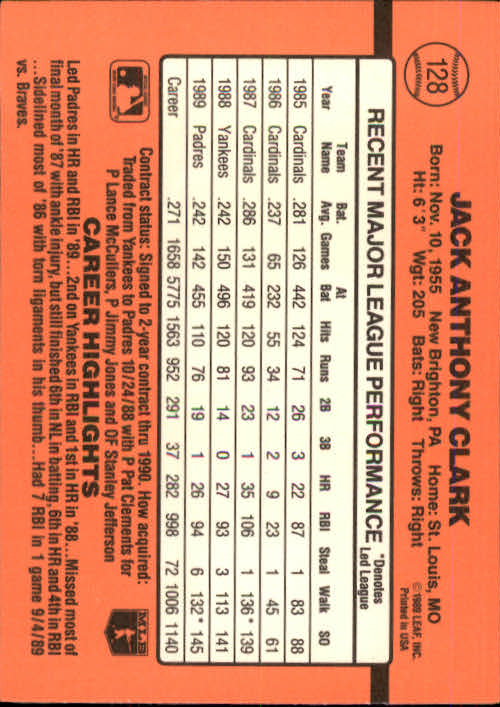 128
JACK ANTHONY CLARK
Born: Nov. 10, 1955 New Brighton, PA Home: St. Louis, MO
Ht: 6' 3" Wgt: 205 Bats: Right Throws: Right
©1989 LEAF, INC.
Printed in USA
RECENT MAJOR LEAGUE PERFORMANCE *Denotes Led League
Year Team Name Bat. Avg. Games At Bat Hits Runs 2B 3B HR RBI Steal Walk SO
1985 Cardinals .281 126 442 124 71 26 3 22 87 1 83 88
1986 Cardinals .237 65 232 55 34 12 2 9 23 1 45 61
1987 Cardinals .286 131 419 120 93 23 1 35 106 1 136* 139
1988 Yankees .242 150 496 120 81 14 0 27 93 3 113 141
1989 Padres .242 142 455 110 76 19 1 26 94 6 132* 145
Career .271 1658 5775 1563 952 291 37 282 998 72 1006 1140
Contract status: Signed to 2-year contract thru 1990. How acquired:
Traded from Yankees to Padres 10/24/88 with P Pat Clements for
P Lance McCullers, P Jimmy Jones and OF Stanley Jefferson
MLB
CAREER HIGHLIGHTS
Led Padres in HR and RBI in '89...2nd on Yankees in RBI and 1st in HR in '88...Missed most of
final month of '87 with ankle injury, but still finished 6th in NL in batting, 6th in HR and 4th in RBI
...Sidelined most of '86 with torn ligaments in his thumb...Had 7 RBI in 1 game 9/4/89
vs. Braves.